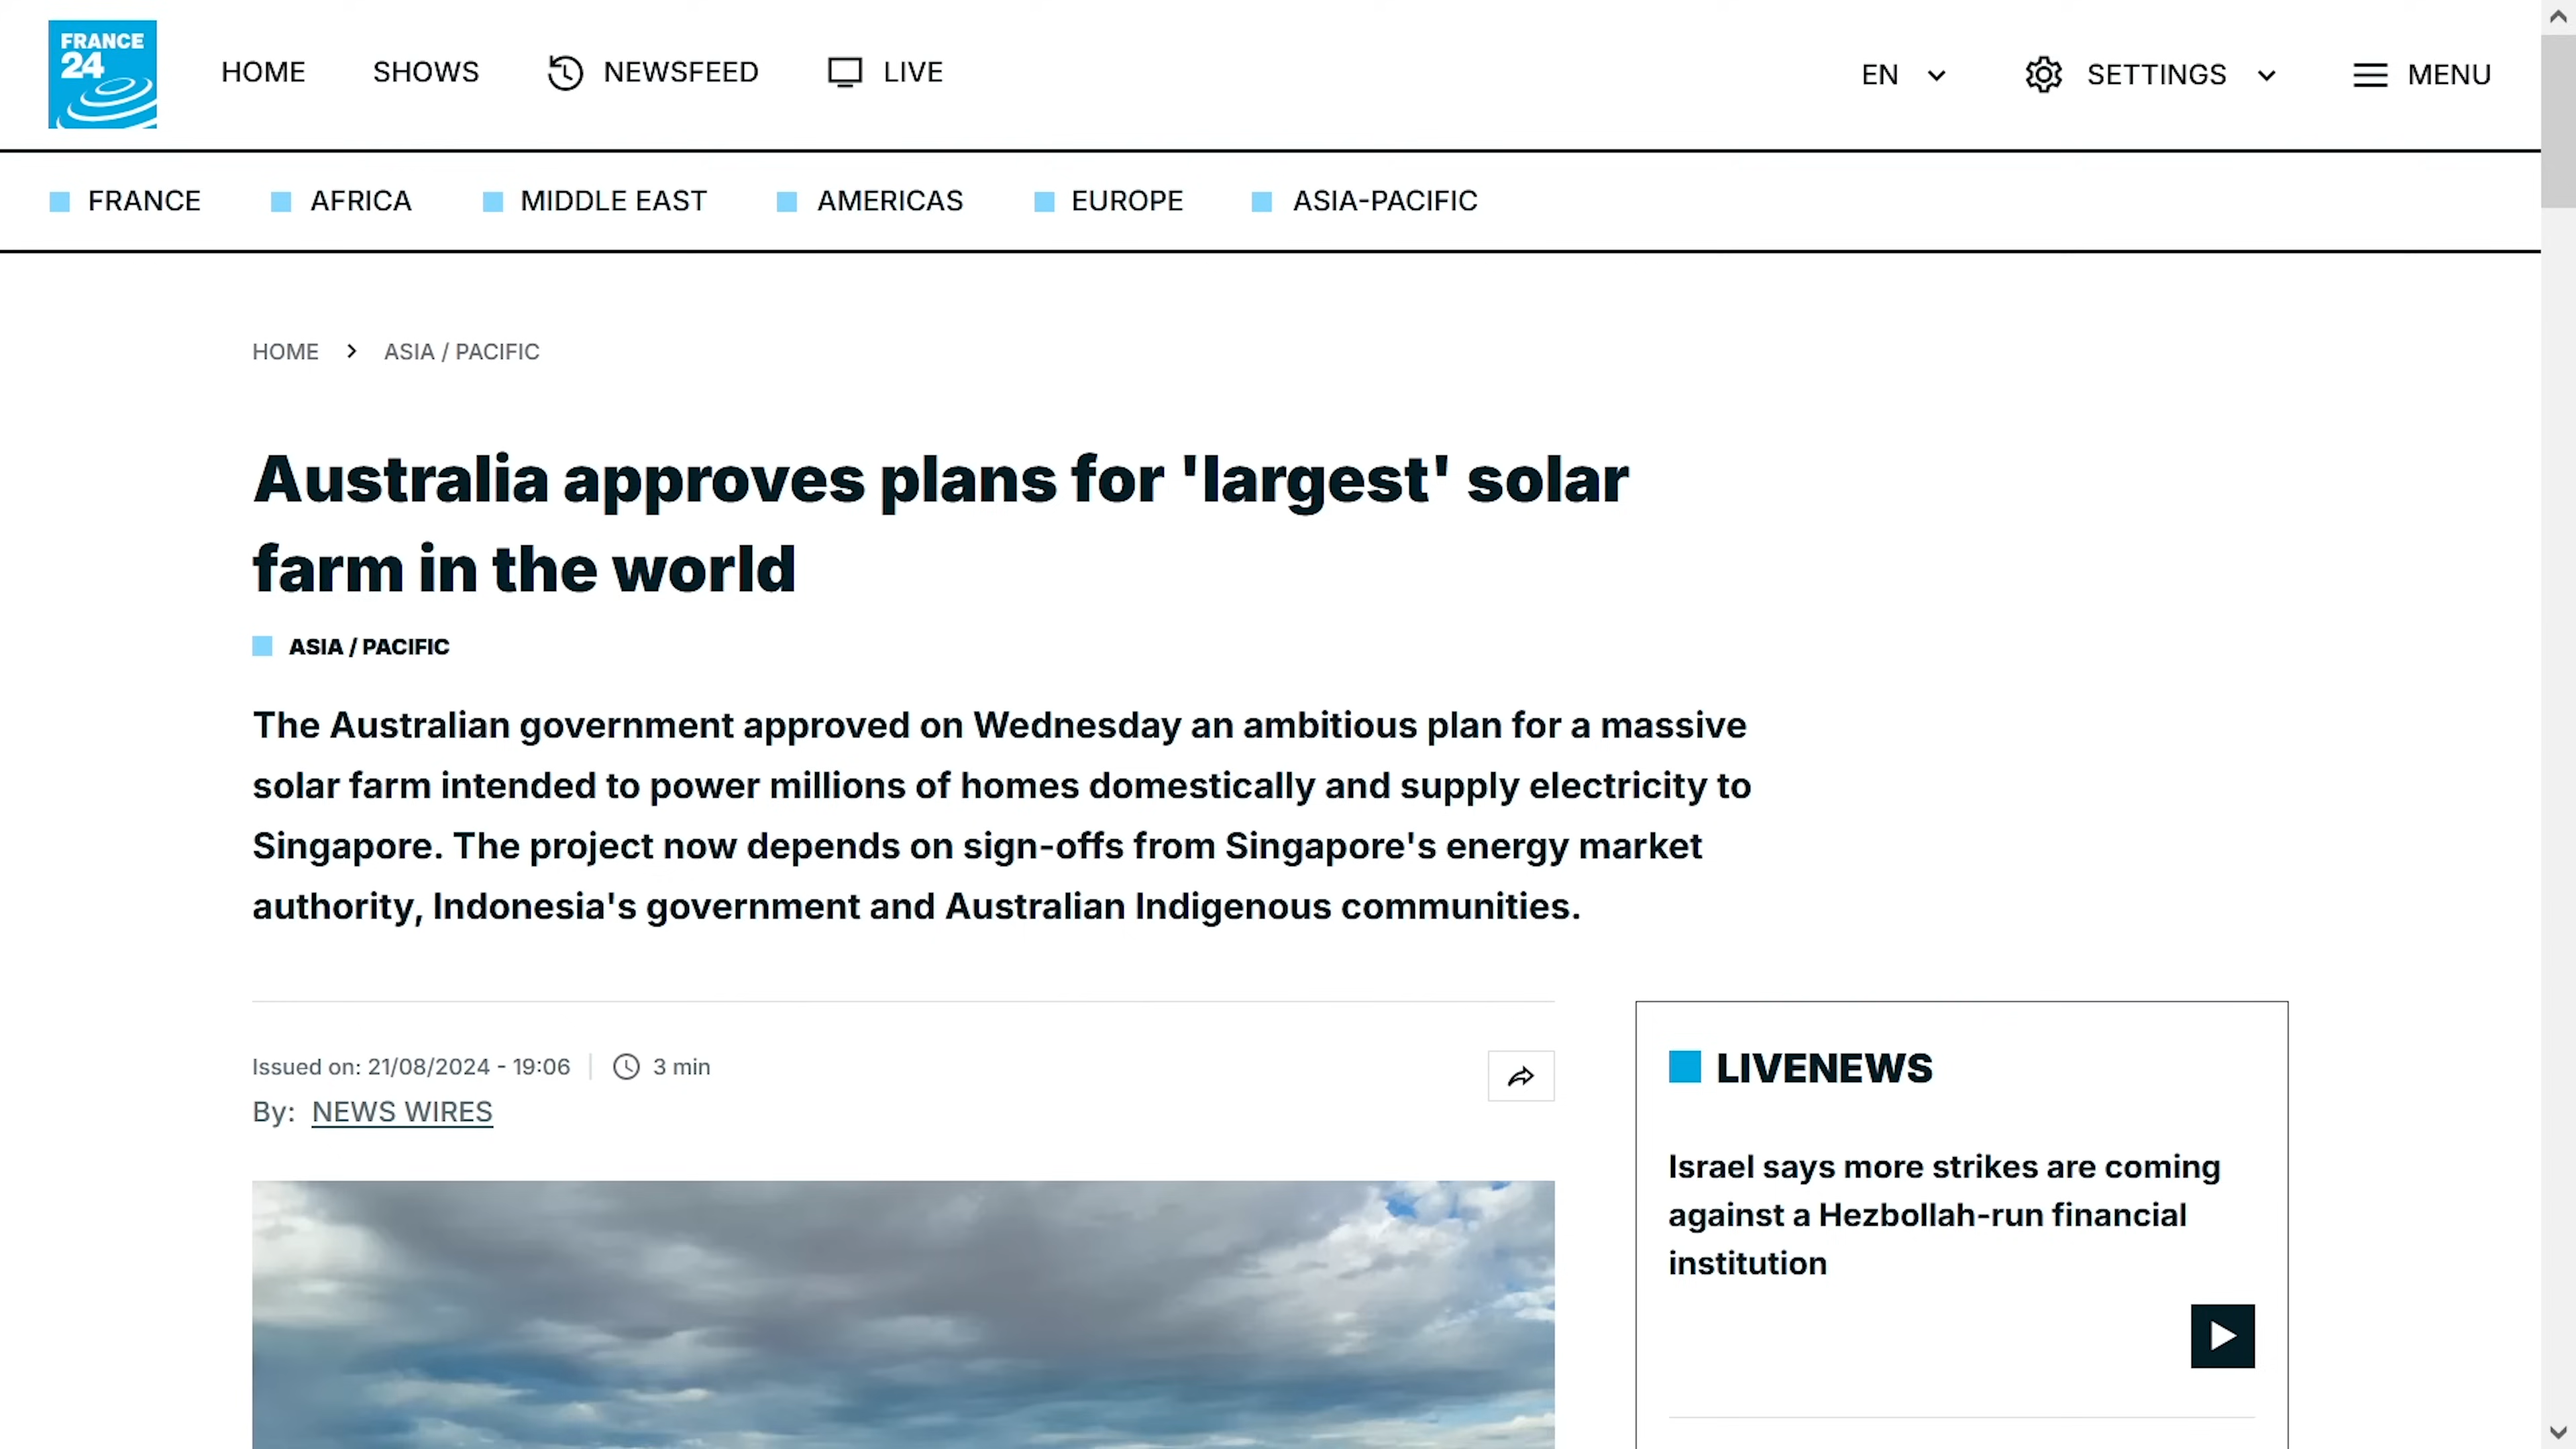 FRANCE
24
HOME
SHOWS
NEWSFEED
LIVE
EN
SETTINGS
MENU
FRANCE
AFRICA
MIDDLE EAST
AMERICAS
EUROPE
ASIA-PACIFIC
HOME
ASIA / PACIFIC
Australia approves plans for 'largest' solar
farm in the world
ASIA / PACIFIC
The Australian government approved on Wednesday an ambitious plan for a massive
solar farm intended to power millions of homes domestically and supply electricity to
Singapore. The project now depends on sign-offs from Singapore's energy market
authority, Indonesia's government and Australian Indigenous communities.
Issued on: 21/08/2024 - 19:06
3 min
By: NEWS WIRES
LIVENEWS
Israel says more strikes are coming
against a Hezbollah-run financial
institution